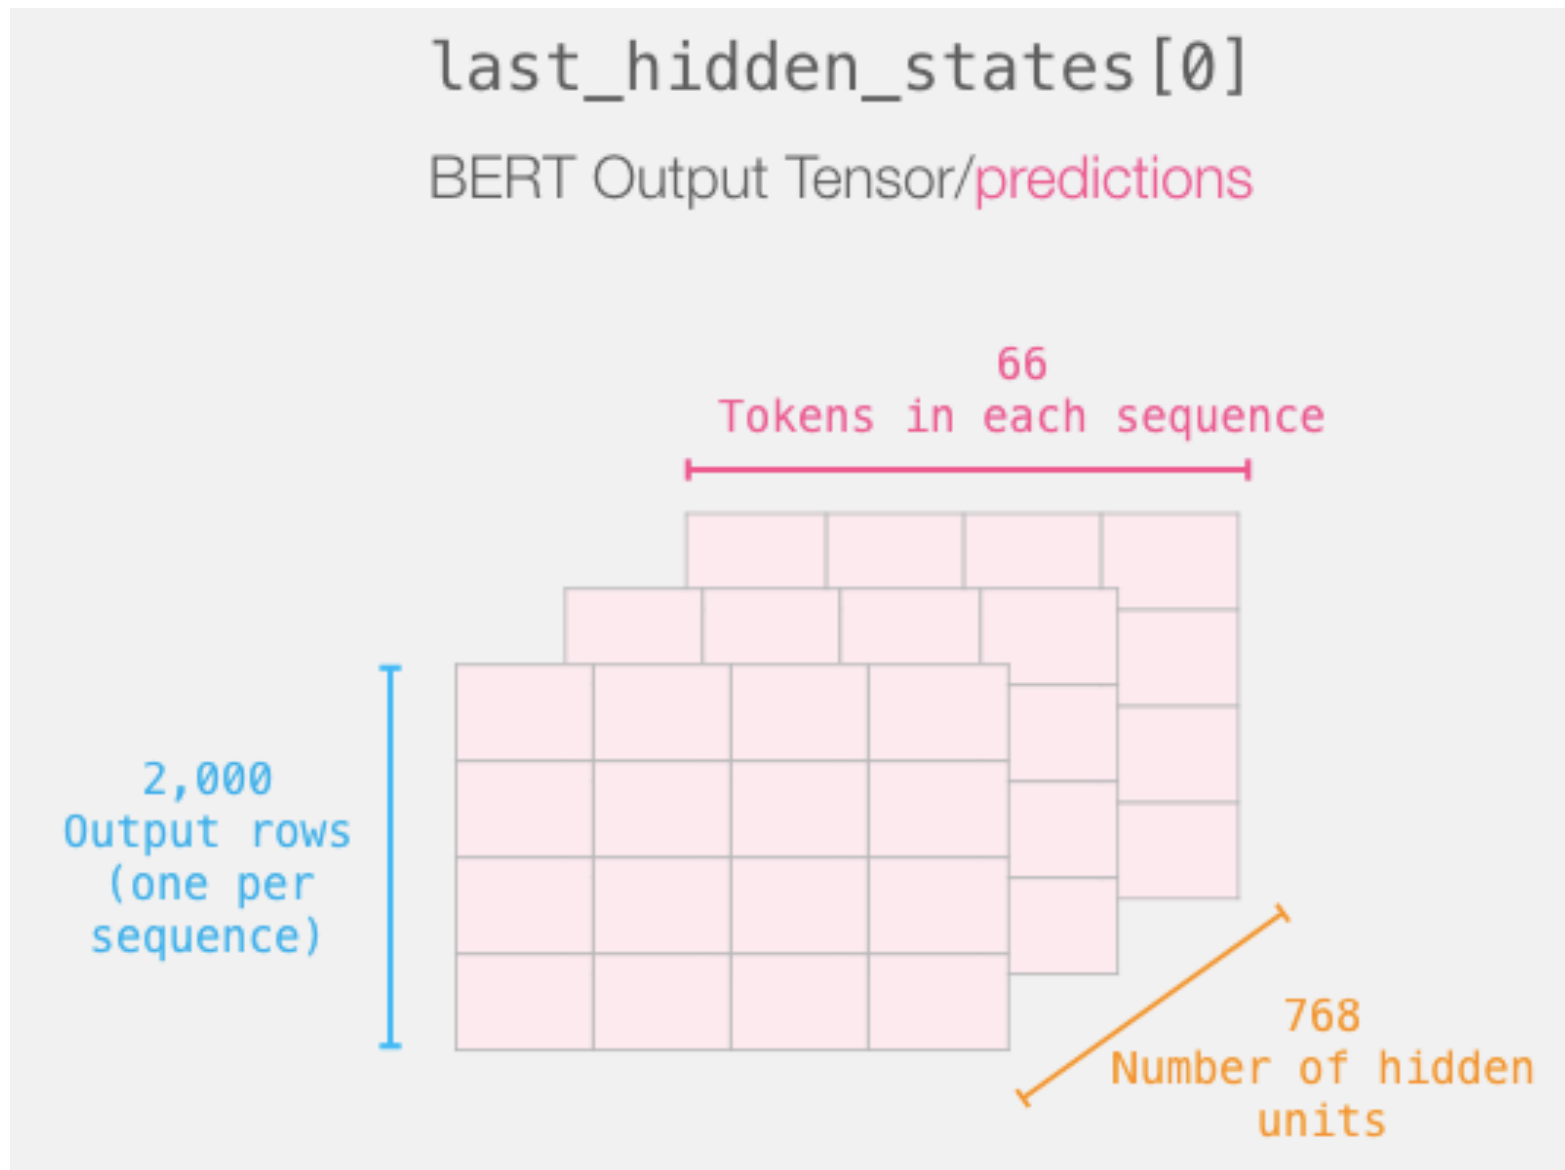 last_hidden_states[0]
BERT Output Tensor/predictions
66
Tokens in each sequence
2,000
Output rows
(one per
sequence)
768
Number of hidden
units